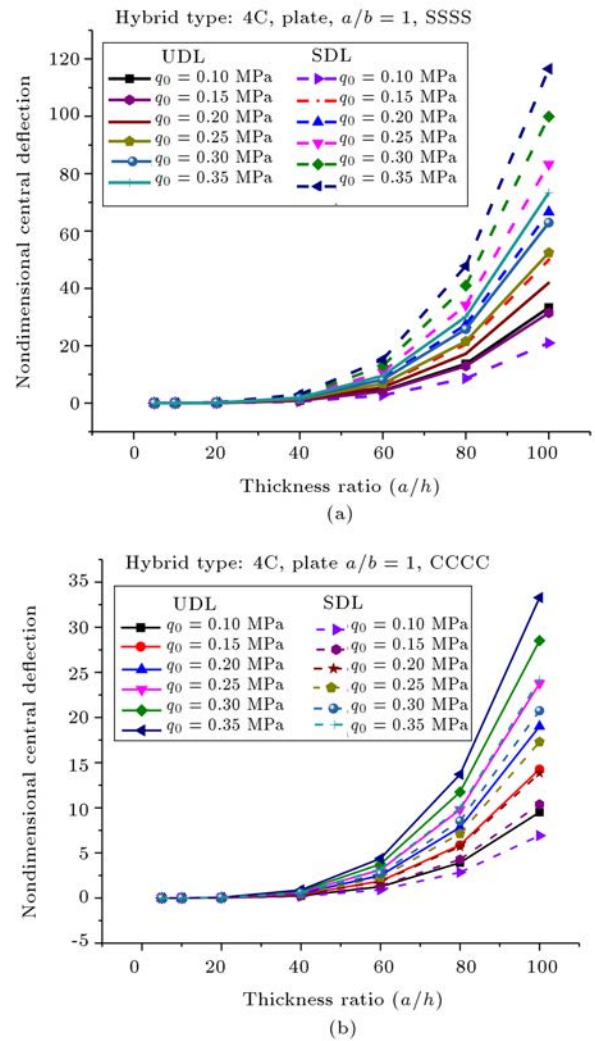 Hybrid type: 4C, plate, a/b = 1, SSSS
Nondimensional central deflection
120
100
80
60
40
20
0
UDL SDL
q0 = 0.10 MPa q0 = 0.10 MPa
q0 = 0.15 MPa q0 = 0.15 MPa
q0 = 0.20 MPa q0 = 0.20 MPa
q0 = 0.25 MPa q0 = 0.25 MPa
q0 = 0.30 MPa q0 = 0.30 MPa
q0 = 0.35 MPa q0 = 0.35 MPa
0 20 40 60 80 100
Thickness ratio (a/h)
(a)
Hybrid type: 4C, plate a/b = 1, CCCC
Nondimensional central deflection
35
30
25
20
15
10
5
0
-5
UDL SDL
q0 = 0.10 MPa q0 = 0.10 MPa
q0 = 0.15 MPa q0 = 0.15 MPa
q0 = 0.20 MPa q0 = 0.20 MPa
q0 = 0.25 MPa q0 = 0.25 MPa
q0 = 0.30 MPa q0 = 0.30 MPa
q0 = 0.35 MPa q0 = 0.35 MPa
0 20 40 60 80 100
Thickness ratio (a/h)
(b)